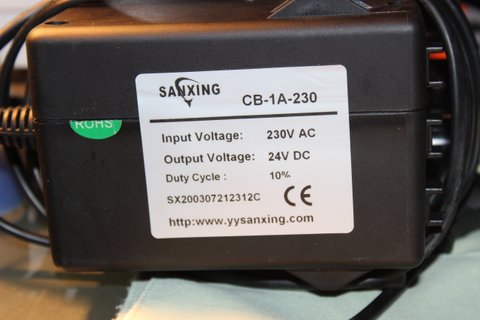 SANXING
CB-1A-230
ROHS
Input Voltage: 230V AC
Output Voltage: 24V DC
Duty Cycle : 10%
SX200307212312C CE
http:www.yysanxing.com